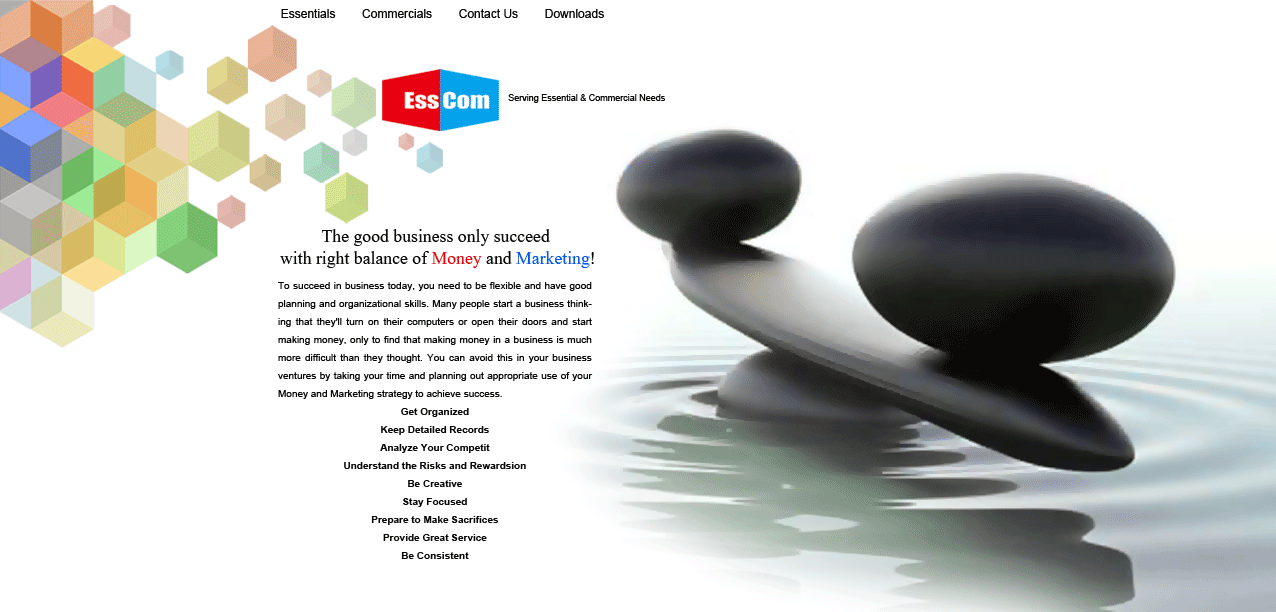 Essentials Commercials Contact Us Downloads
EssCom
Serving Essential & Commercial Needs
The good business only succeed
with right balance of Money and Marketing!
To succeed in business today, you need to be flexible and have good
planning and organizational skills. Many people start a business think-
ing that they'll turn on their computers or open their doors and start
making money, only to find that making money in a business is much
more difficult than they thought. You can avoid this in your business
ventures by taking your time and planning out appropriate use of your
Money and Marketing strategy to achieve success.
Get Organized
Keep Detailed Records
Analyze Your Competit
Understand the Risks and Rewardsion
Be Creative
Stay Focused
Prepare to Make Sacrifices
Provide Great Service
Be Consistent